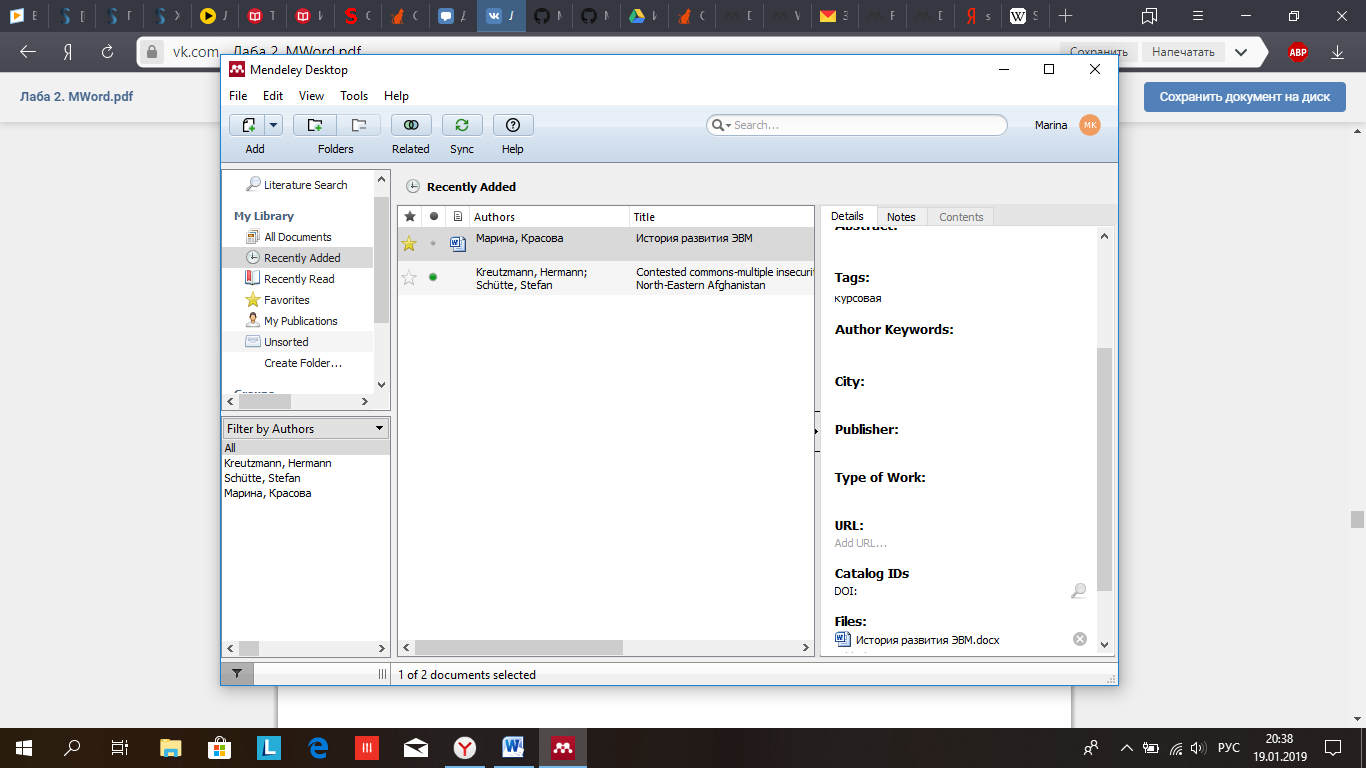 vk.com Лаба 2. MWord.pdf
Сохранить
Напечатать
ABP
Лаба 2. MWord.pdf
Сохранить документ на диск
Mendeley Desktop
File Edit View Tools Help
Add Folders Related Sync Help
Search...
Marina MK
Literature Search
My Library
All Documents
Recently Added
Recently Read
Favorites
My Publications
Unsorted
Create Folder...
Groups
Filter by Authors
All
Kreutzmann, Hermann
Schütte, Stefan
Марина, Красова
Recently Added
Authors Title
Марина, Красова История развития ЭВМ
Kreutzmann, Hermann; Contested commons-multiple insecurit
Schütte, Stefan North-Eastern Afghanistan
Details Notes Contents
Abstract:
Tags:
курсовая
Author Keywords:
City:
Publisher:
Type of Work:
URL:
Add URL...
Catalog IDs
DOI:
Files:
История развития ЭВМ.docx
1 of 2 documents selected
РУС
20:38
19.01.2019